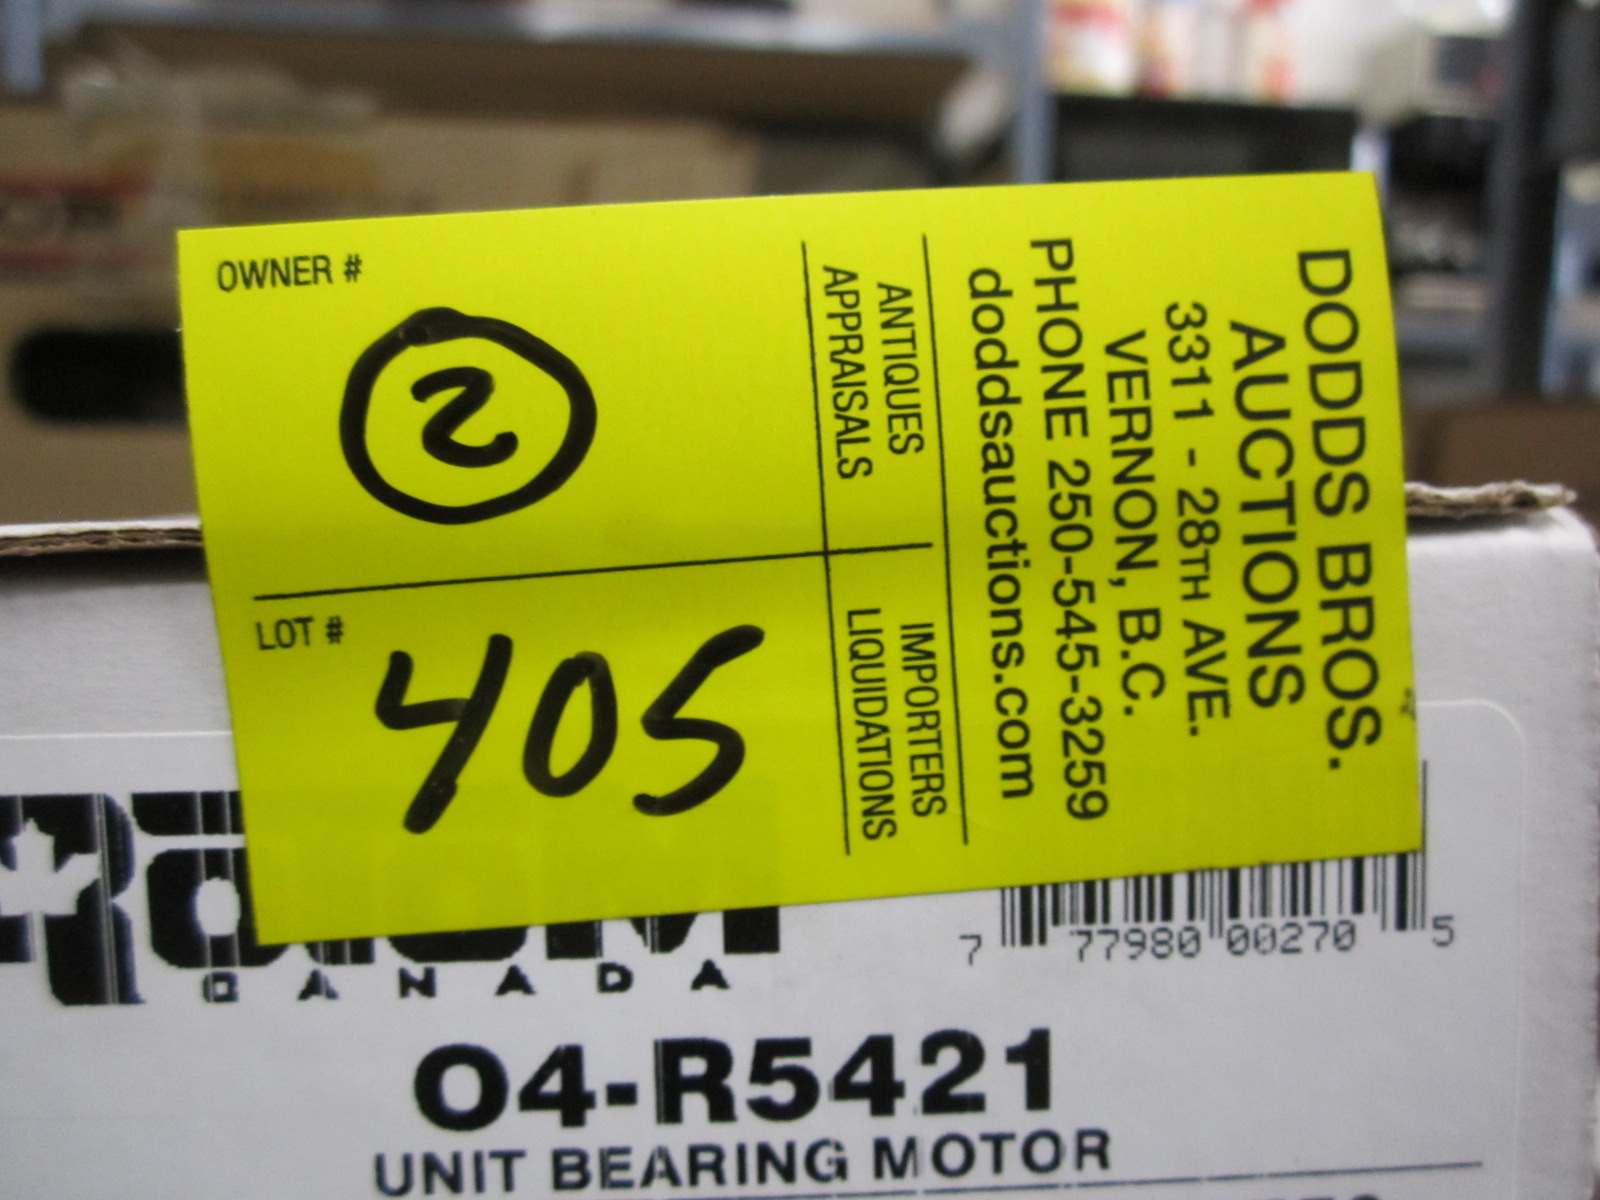 OWNER #
2
LOT #
405
ANTIQUES
APPRAISALS
IMPORTERS
LIQUIDATIONS
DODDS BROS.
AUCTIONS
3311 - 28TH AVE.
VERNON, B.C.
PHONE 250-545-3259
doddsauctions.com
CANADA
7 77980 00270 5
04-R5421
UNIT BEARING MOTOR